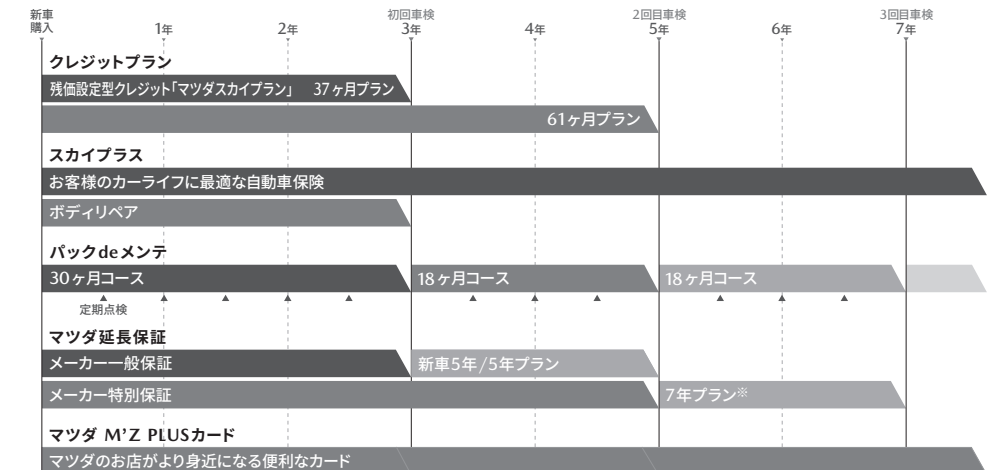 新車
購入
1年
2年
初回車検
3年
4年
2回目車検
5年
6年
3回目車検
7年
クレジットプラン
残価設定型クレジット「マツダスカイプラン」 37ヶ月プラン
61ヶ月プラン
スカイプラス
お客様のカーライフに最適な自動車保険
ボディリペア
パックdeメンテ
30ヶ月コース
18ヶ月コース
18ヶ月コース
定期点検
マツダ延長保証
メーカー一般保証
新車5年/5年プラン
メーカー特別保証
7年プラン※
マツダ M'Z PLUSカード
マツダのお店がより身近になる便利なカード